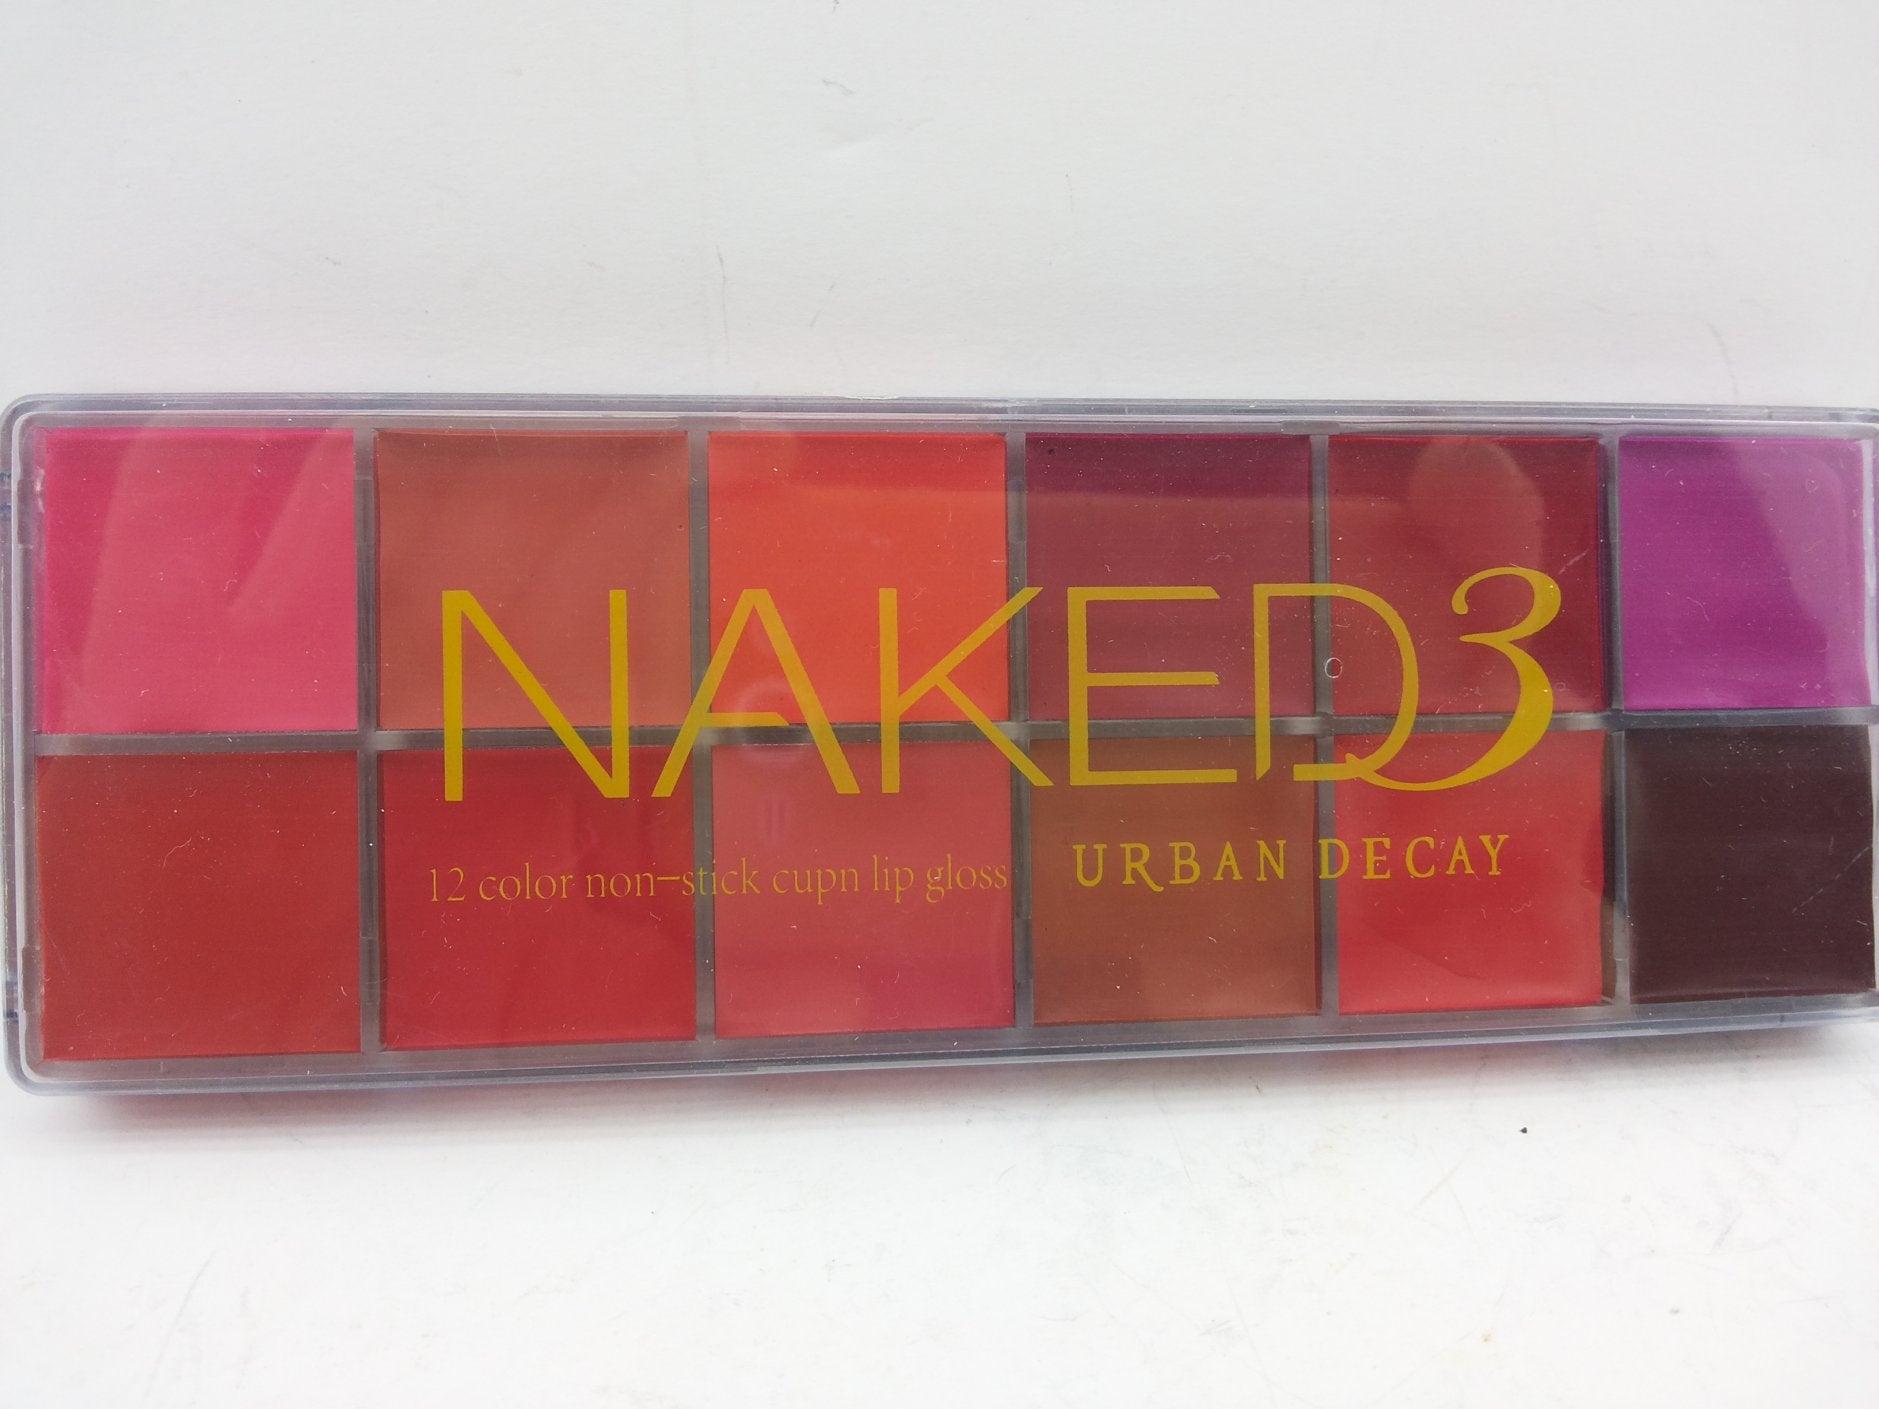 NAKED3
12 color non-stick cupn lip gloss
URBAN DECAY